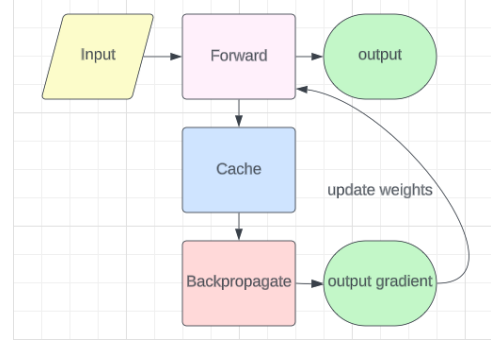 Input
Forward
output
Cache
update weights
Backpropagate
output gradient